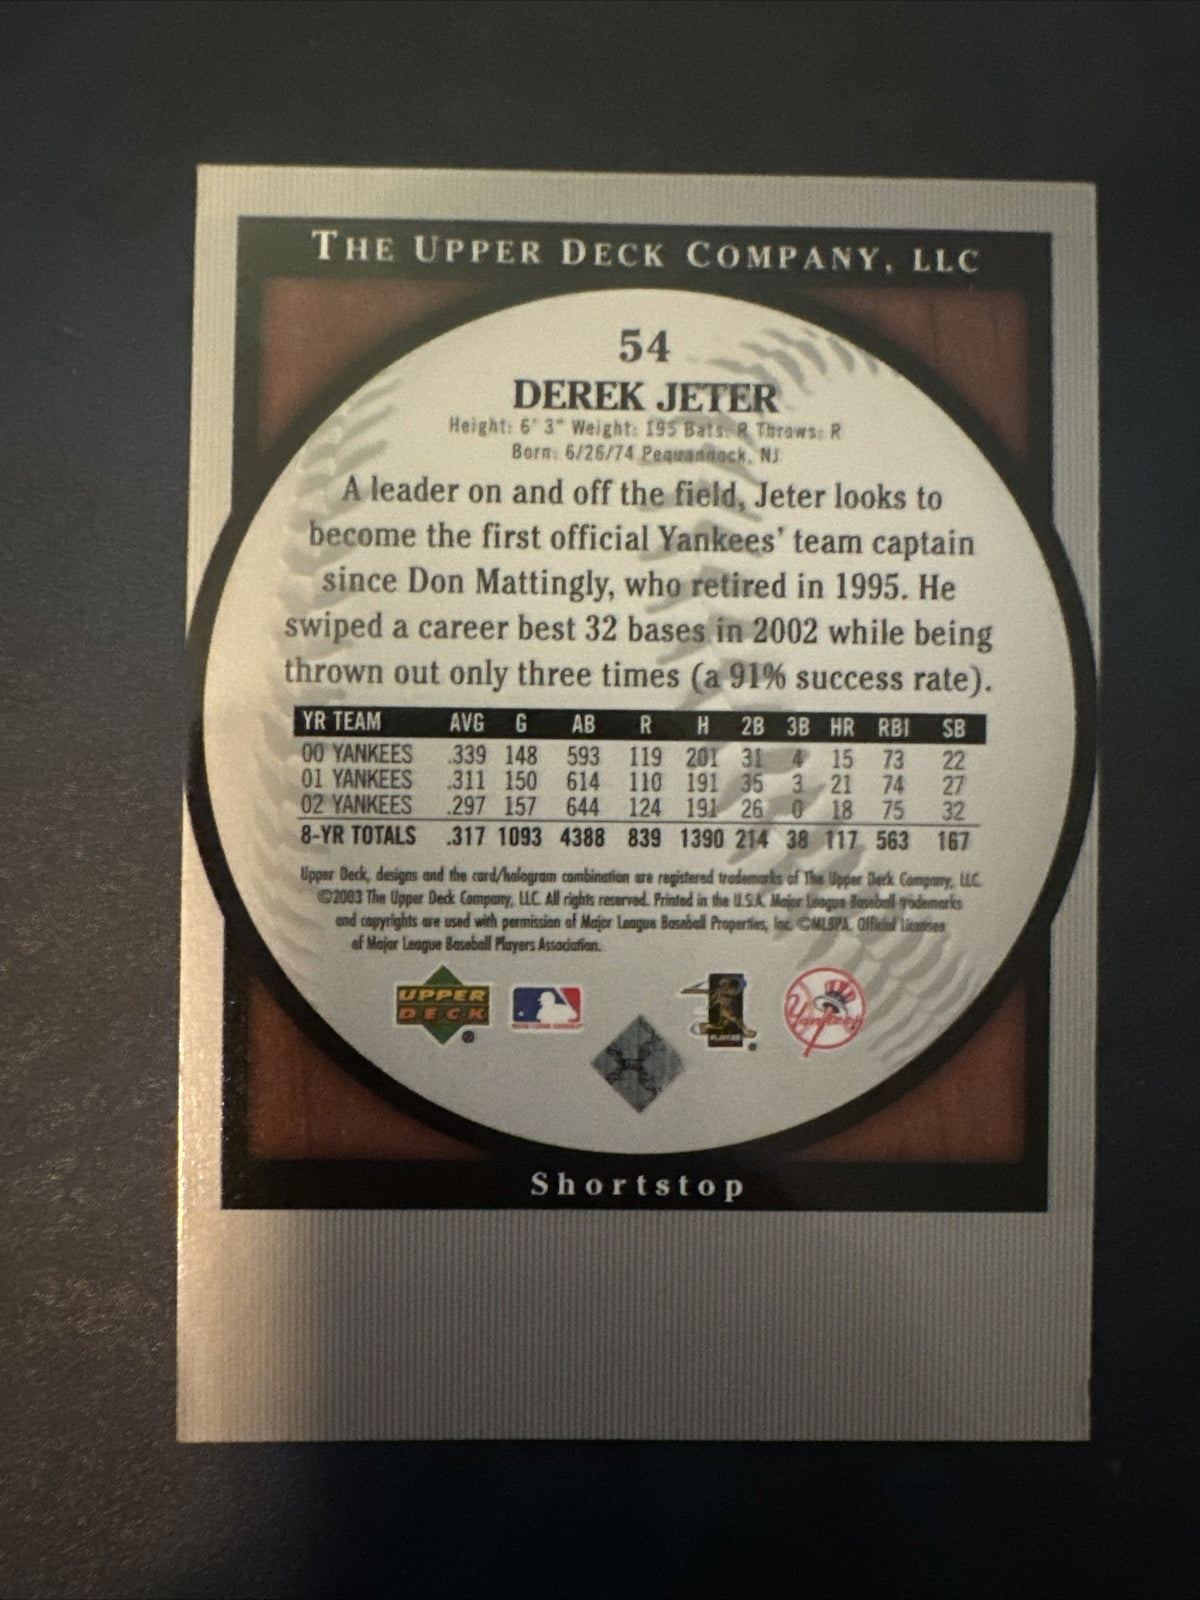 THE UPPER DECK COMPANY, LLC
54
DEREK JETER
Height: 6' 3" Weight: 195 Bats: R Throws: R
Born: 6/26/74 Pequannock, NJ
A leader on and off the field, Jeter looks to
become the first official Yankees' team captain
since Don Mattingly, who retired in 1995. He
swiped a career best 32 bases in 2002 while being
thrown out only three times (a 91% success rate).
YR TEAM AVG G AB R H 2B 3B HR RBI SB
00 YANKEES .339 148 593 119 201 31 4 15 73 22
01 YANKEES .311 150 614 110 191 35 3 21 74 27
02 YANKEES .297 157 644 124 191 26 0 18 75 32
8-YR TOTALS .317 1093 4388 839 1390 214 38 117 563 167
Upper Deck, designs and the card/hologram combination are registered trademarks of The Upper Deck Company, LLC.
©2003 The Upper Deck Company, LLC. All rights reserved. Printed in the U.S.A. Major League Baseball trademarks
and copyrights are used with permission of Major League Baseball Properties, Inc. ©MLBPA. Official Licensee
of Major League Baseball Players Association.
UPPER
DECK
®
PLAYERS
Yankees
Shortstop